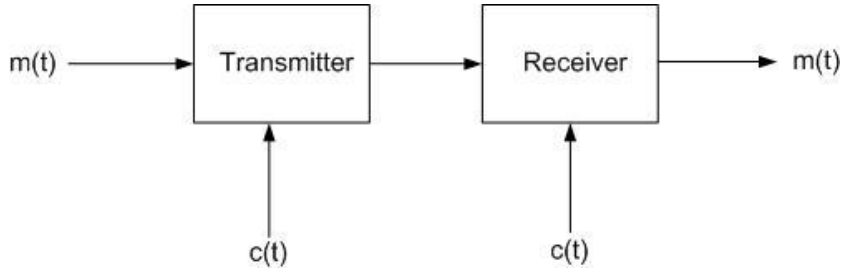 m(t)
Transmitter
Receiver
m(t)
c(t)
c(t)